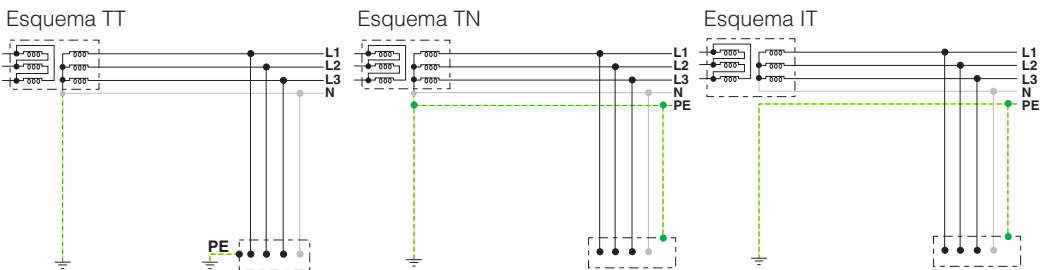 Esquema TT
L1
L2
L3
N
PE
Esquema TN
L1
L2
L3
N
PE
Esquema IT
L1
L2
L3
N
PE